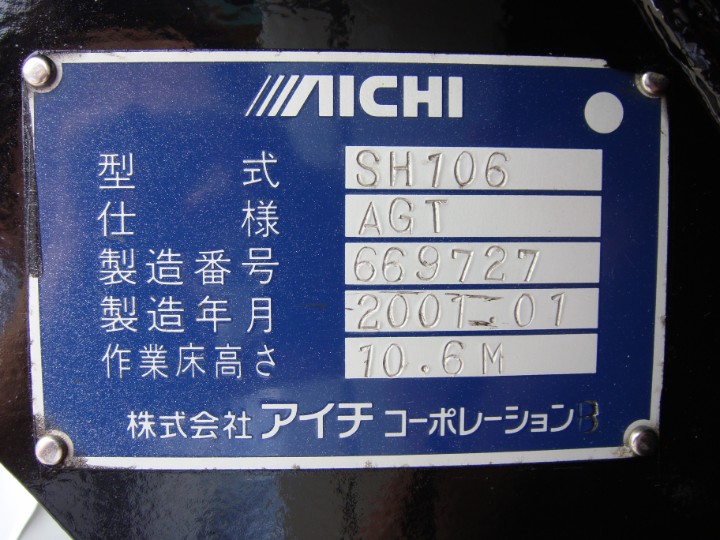 AICHI
型式 SH106
仕様 AGT
製造番号 669727
製造年月 2001.01
作業床高さ 10.6M
株式会社 アイチ コーポレーション B